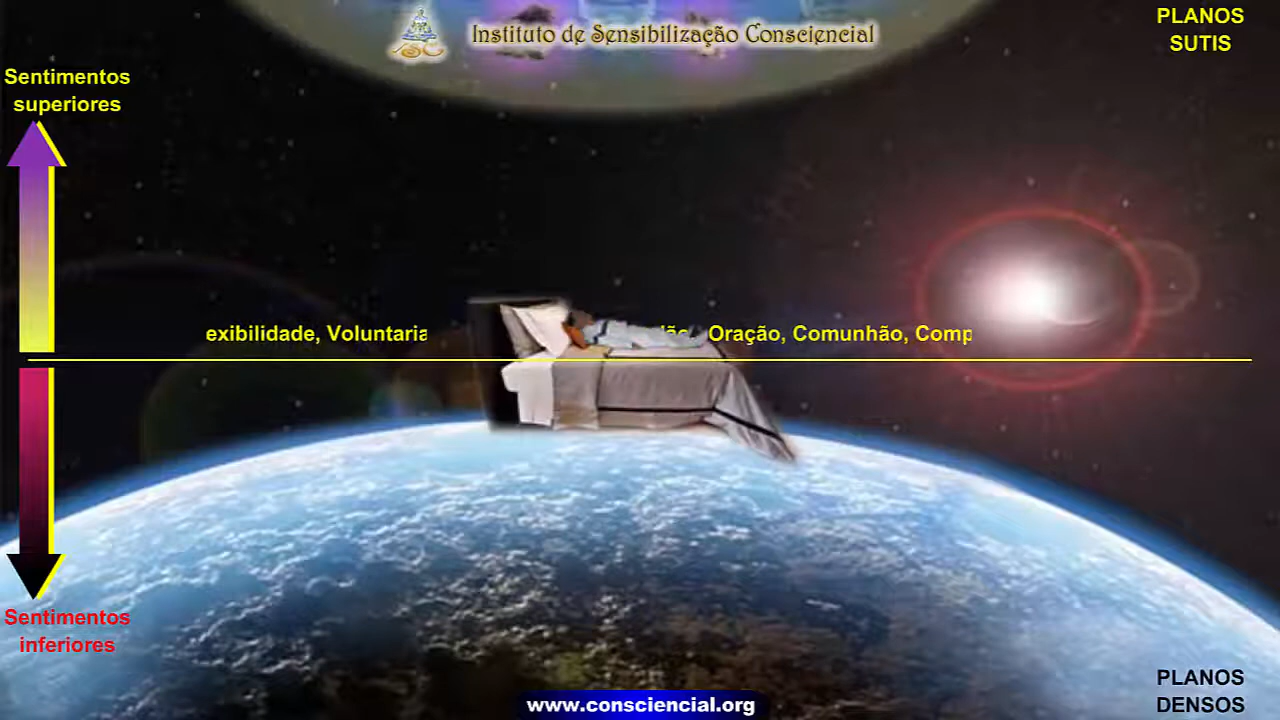 Instituto de Sensibilização Consciencial
PLANOS
SUTIS
Sentimentos
superiores
exibilidade, Voluntaria
Oração, Comunhão, Comp
Sentimentos
inferiores
PLANOS
DENSOS
www.consciencial.org